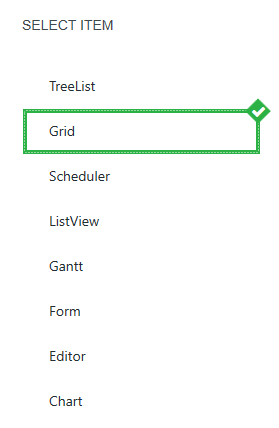 SELECT ITEM
TreeList
Grid
Scheduler
ListView
Gantt
Form
Editor
Chart